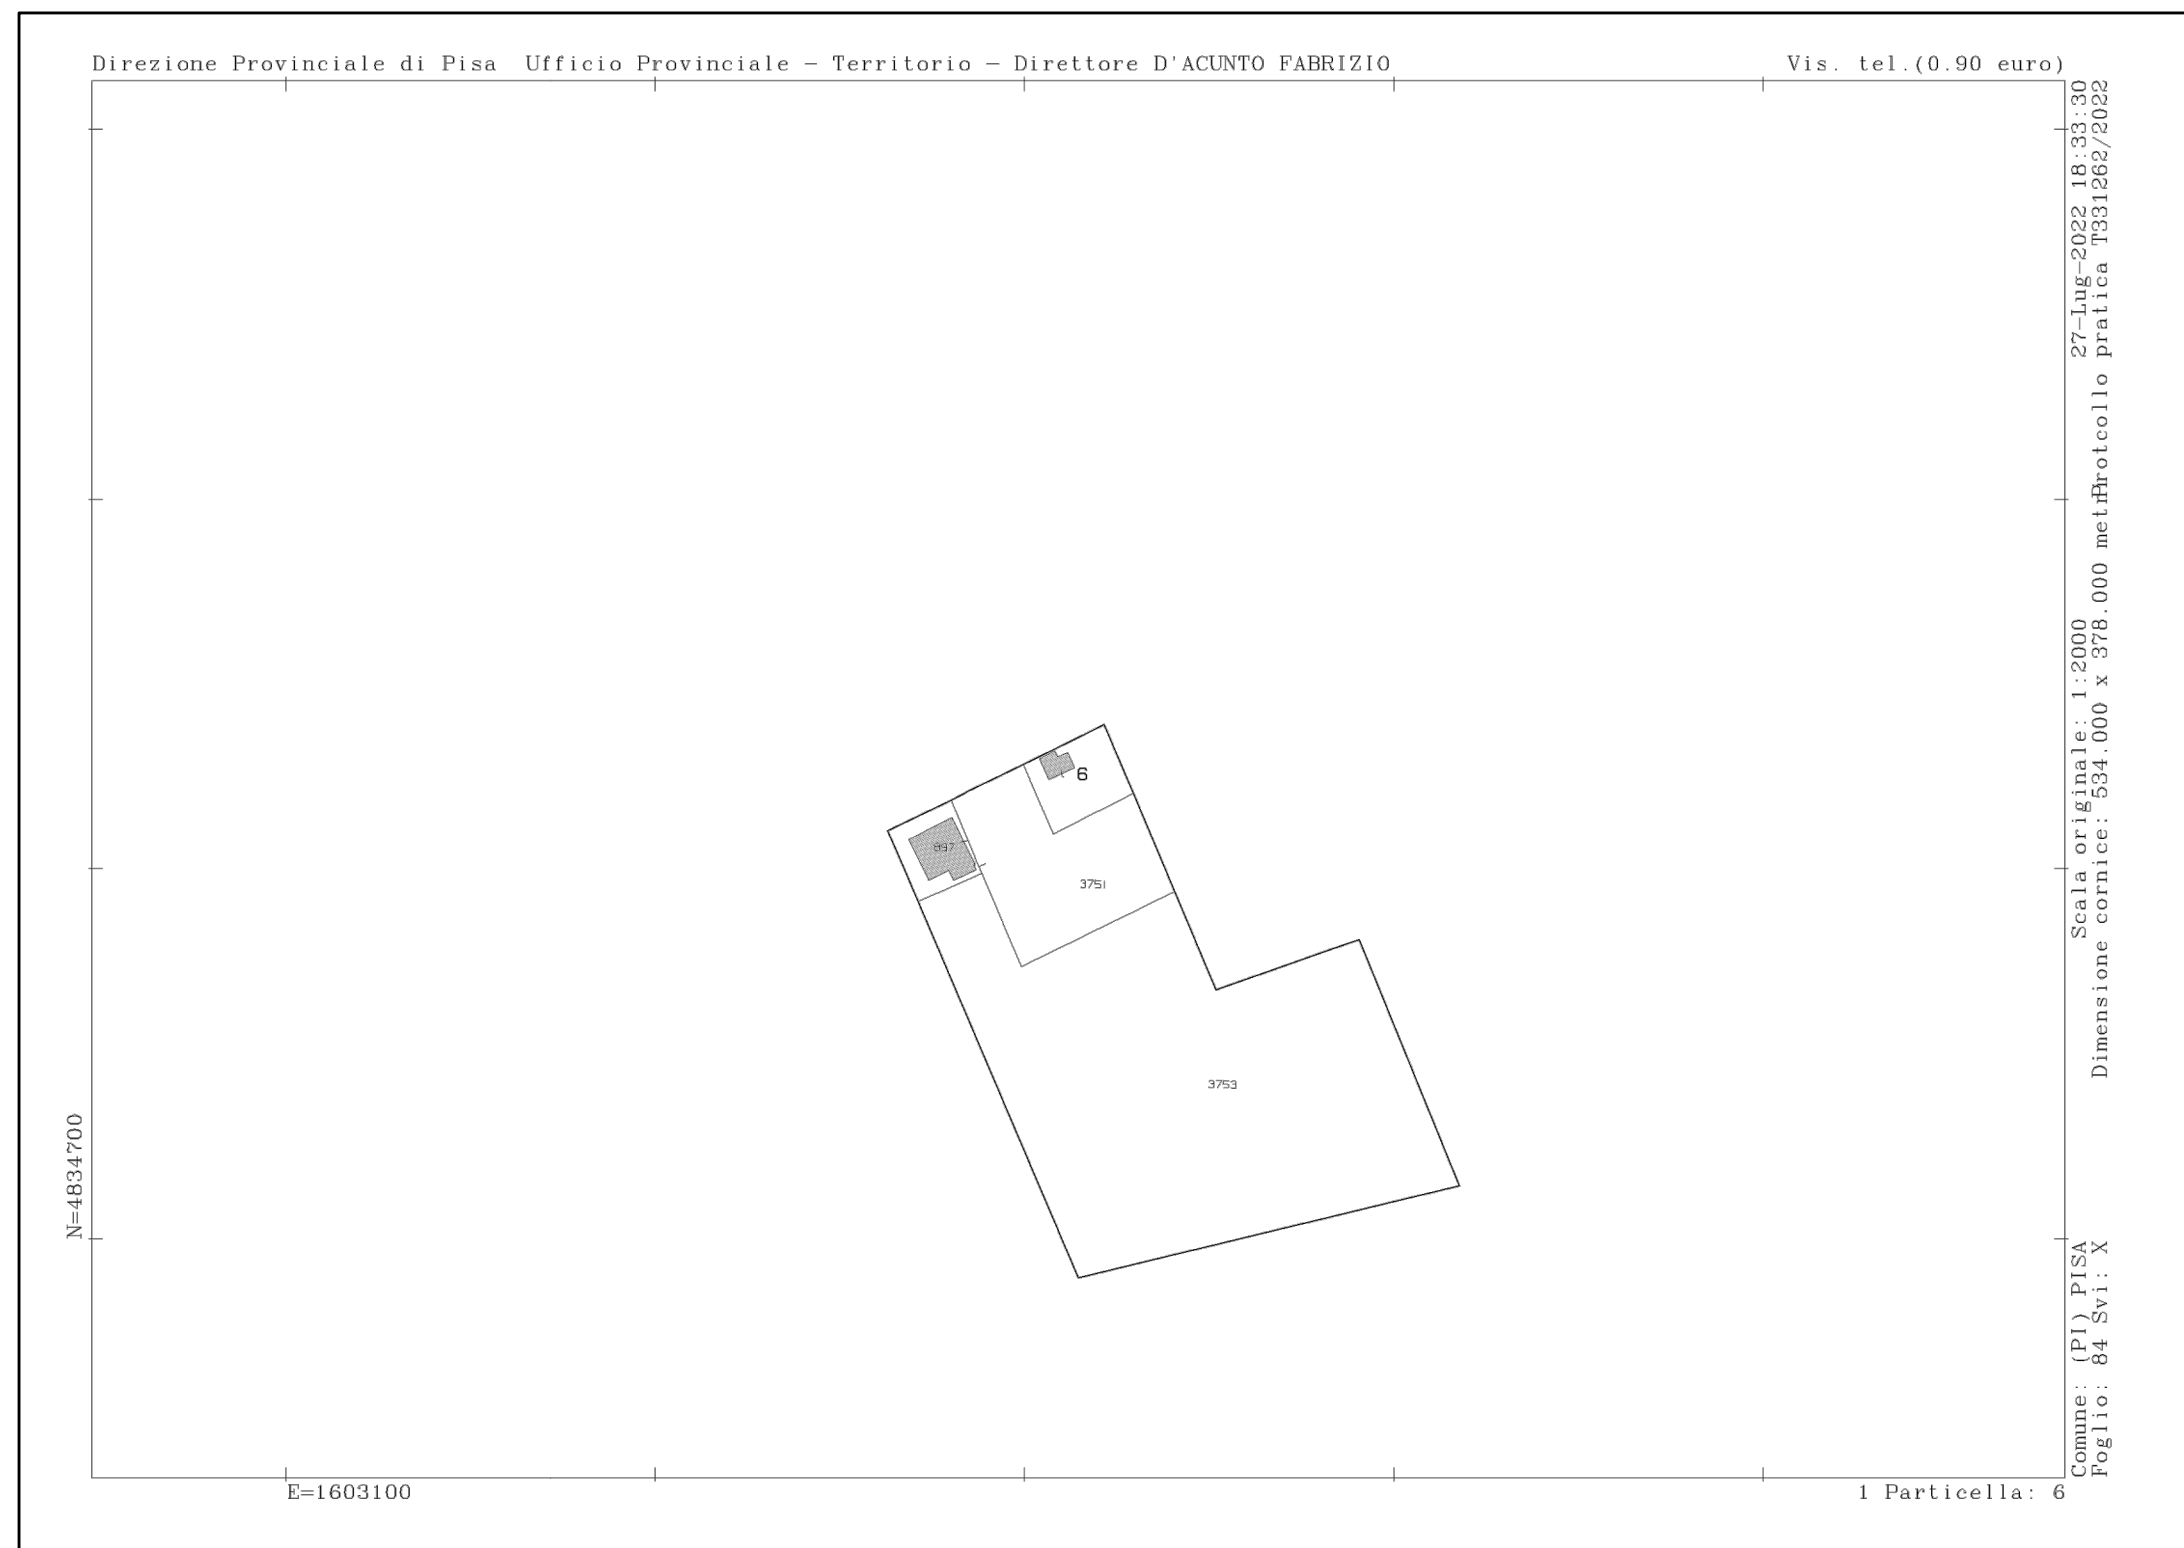 Direzione Provinciale di Pisa Ufficio Provinciale - Territorio - Direttore D'ACUNTO FABRIZIO
Vis. tel.(0.90 euro)
27-Lug-2022 18:33:30
Protocollo pratica T331262/2022
Scala originale: 1:2000
Dimensione cornice: 534.000 x 378.000 metri
Comune: (PI) PISA
Foglio: 84 Svi: X
6
897
3751
3753
N=4834700
E=1603100
1 Particella: 6